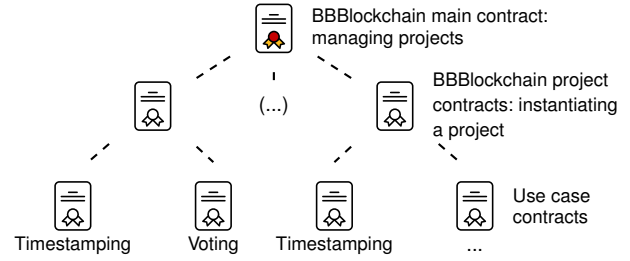 BBBlockchain main contract:
managing projects
(...)
BBBlockchain project
contracts: instantiating
a project
Use case
contracts
Timestamping
Voting
Timestamping
...